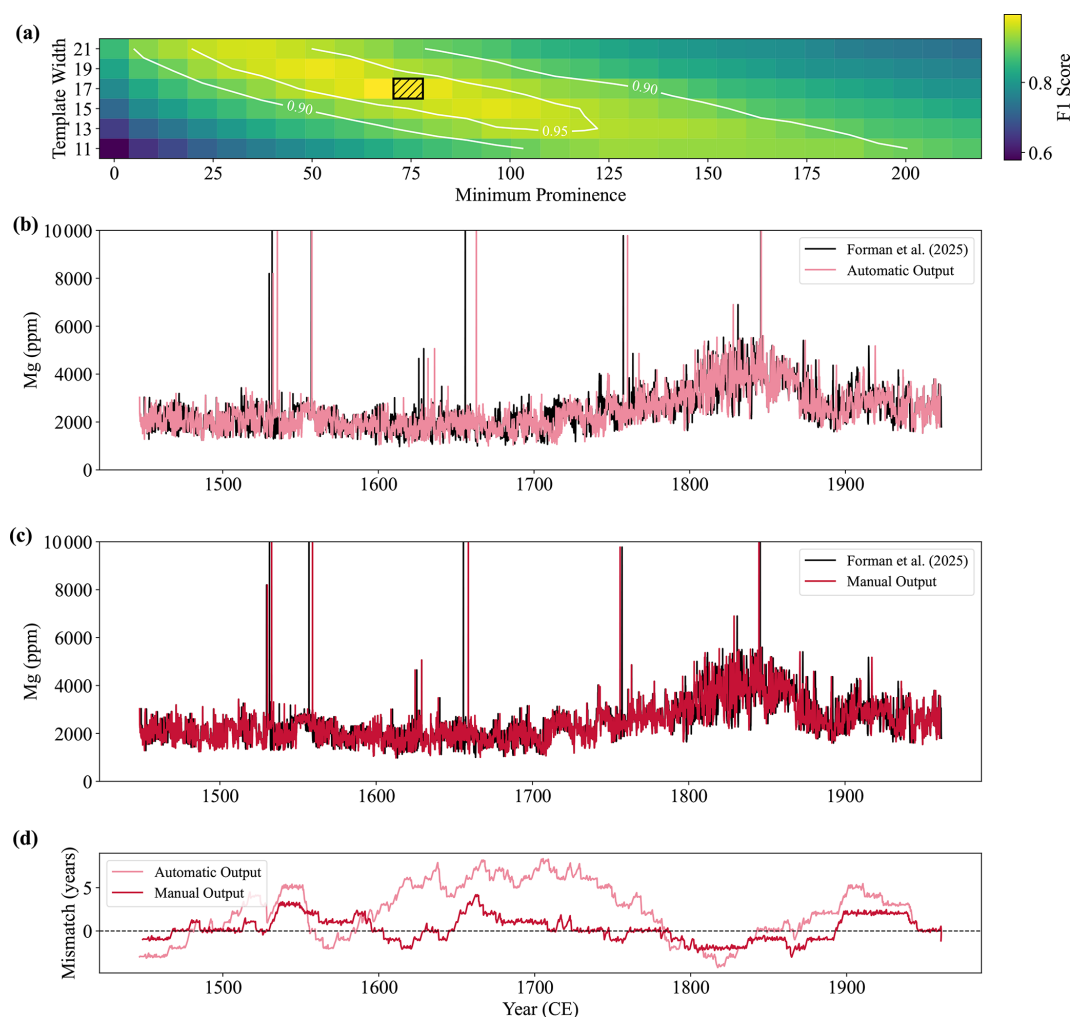 (a)
Template Width
21
19
17
15
13
11
0.90
0.95
0.90
0 25 50 75 100 125 150 175 200
Minimum Prominence
0.8
0.6
F1 Score
(b)
Mg (ppm)
10 000
8000
6000
4000
2000
0
Forman et al. (2025)
Automatic Output
1500 1600 1700 1800 1900
(c)
Mg (ppm)
10 000
8000
6000
4000
2000
0
Forman et al. (2025)
Manual Output
1500 1600 1700 1800 1900
(d)
Mismatch (years)
5
0
Automatic Output
Manual Output
1500 1600 1700 1800 1900
Year (CE)